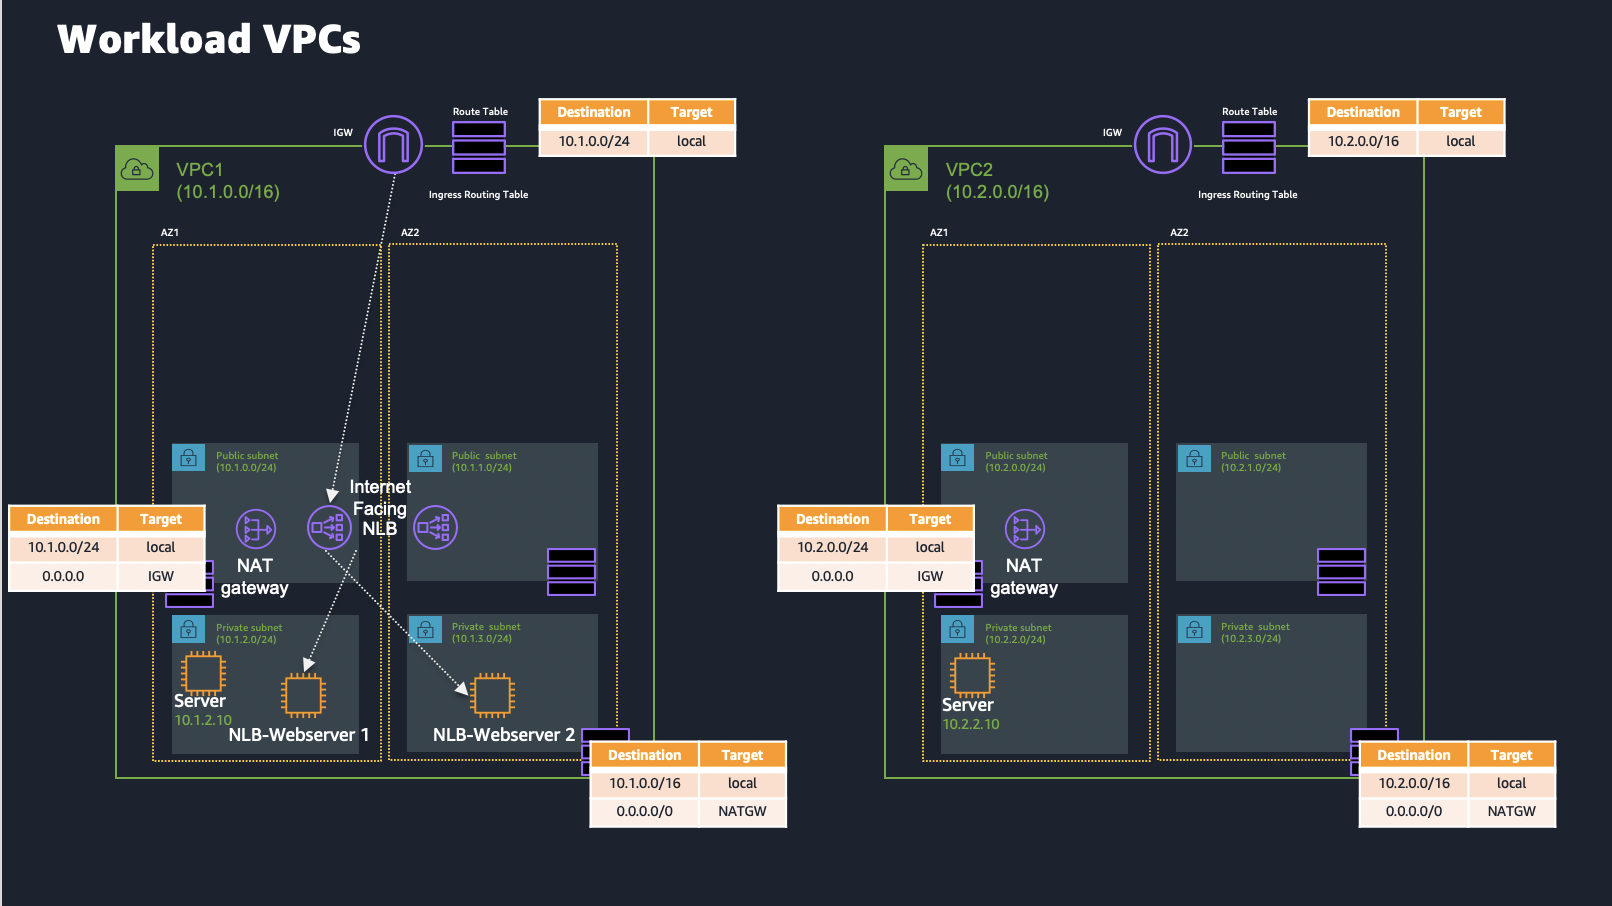 Workload VPCs
IGW
Route Table
Ingress Routing Table
Destination Target
10.1.0.0/24 local
VPC1
(10.1.0.0/16)
AZ1
AZ2
Public subnet
(10.1.0.0/24)
Public subnet
(10.1.1.0/24)
Internet
Facing
NLB
Destination Target
10.1.0.0/24 local
0.0.0.0 IGW
NAT
gateway
Private subnet
(10.1.2.0/24)
Private subnet
(10.1.3.0/24)
Server
10.1.2.10
NLB-Webserver 1
NLB-Webserver 2
Destination Target
10.1.0.0/16 local
0.0.0.0/0 NATGW
IGW
Route Table
Ingress Routing Table
Destination Target
10.2.0.0/16 local
VPC2
(10.2.0.0/16)
AZ1
AZ2
Public subnet
(10.2.0.0/24)
Public subnet
(10.2.1.0/24)
Destination Target
10.2.0.0/24 local
0.0.0.0 IGW
NAT
gateway
Private subnet
(10.2.2.0/24)
Private subnet
(10.2.3.0/24)
Server
10.2.2.10
Destination Target
10.2.0.0/16 local
0.0.0.0/0 NATGW